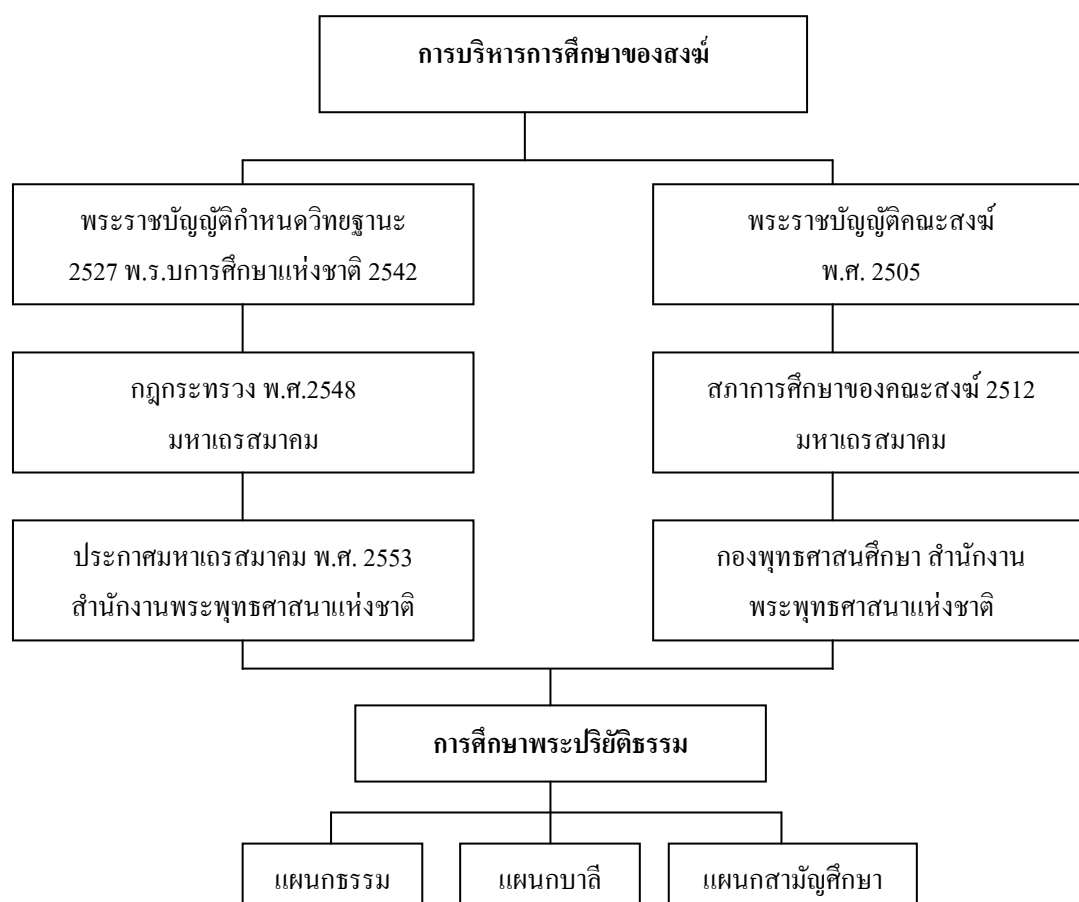 การบริหารการศึกษาของสงฆ์
พระราชบัญญัติกำหนดวิทยฐานะ
2527 พ.ร.บการศึกษาแห่งชาติ 2542
พระราชบัญญัติคณะสงฆ์
พ.ศ. 2505
กฎกระทรวง พ.ศ.2548
มหาเถรสมาคม
สภาการศึกษาของคณะสงฆ์ 2512
มหาเถรสมาคม
ประกาศมหาเถรสมาคม พ.ศ. 2553
สำนักงานพระพุทธศาสนาแห่งชาติ
กองพุทธศาสนศึกษา สำนักงาน
พระพุทธศาสนาแห่งชาติ
การศึกษาพระปริยัติธรรม
แผนกธรรม
แผนกบาลี
แผนกสามัญศึกษา